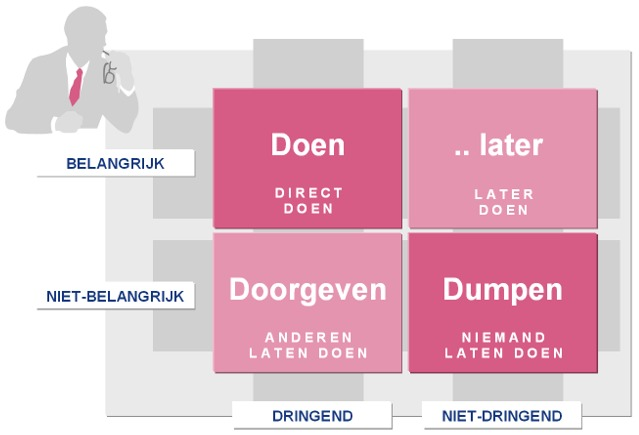 BELANGRIJK
Doen
DIRECT
DOEN
.. later
LATER
DOEN
NIET-BELANGRIJK
Doorgeven
ANDEREN
LATEN DOEN
Dumpen
NIEMAND
LATEN DOEN
DRINGEND
NIET-DRINGEND